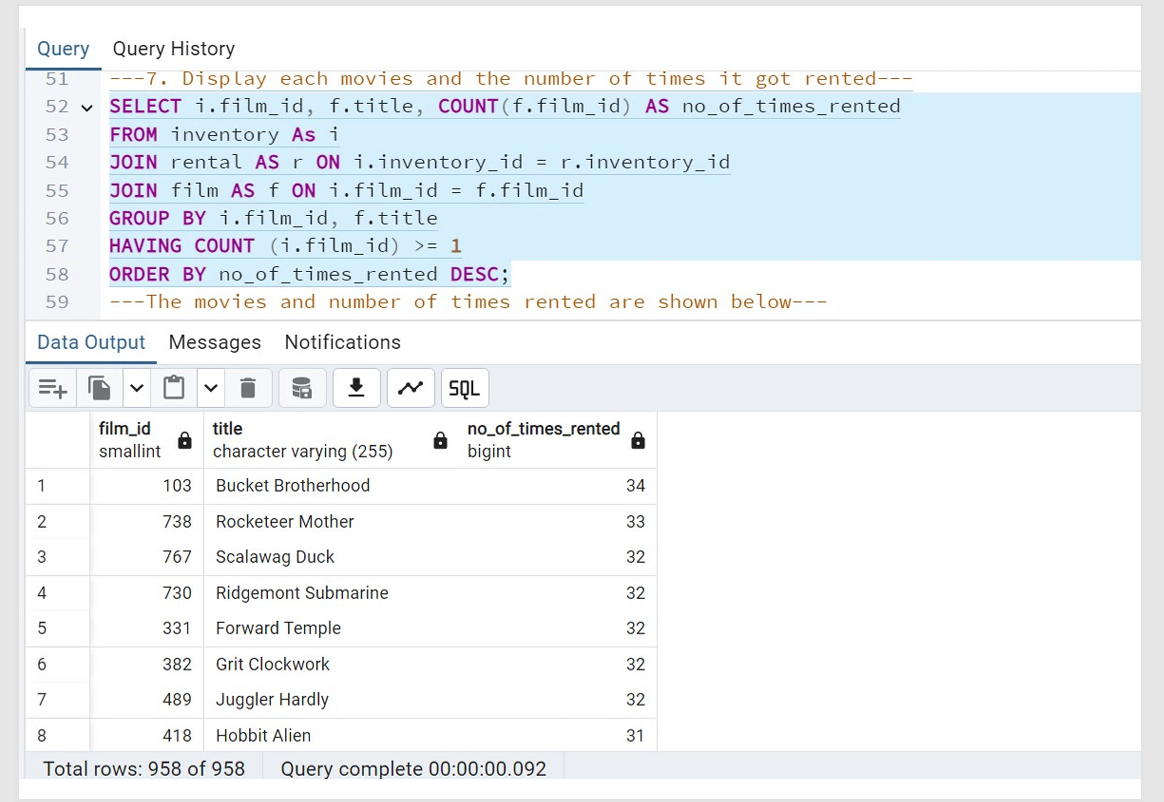 Query Query History
51 ---7. Display each movies and the number of times it got rented---
52 SELECT i.film_id, f.title, COUNT(f.film_id) AS no_of_times_rented
53 FROM inventory As i
54 JOIN rental AS r ON i.inventory_id = r.inventory_id
55 JOIN film AS f ON i.film_id = f.film_id
56 GROUP BY i.film_id, f.title
57 HAVING COUNT (i.film_id) >= 1
58 ORDER BY no_of_times_rented DESC;
59 ---The movies and number of times rented are shown below---
Data Output Messages Notifications
SQL
film_id title no_of_times_rented
smallint character varying (255) bigint
1 103 Bucket Brotherhood 34
2 738 Rocketeer Mother 33
3 767 Scalawag Duck 32
4 730 Ridgemont Submarine 32
5 331 Forward Temple 32
6 382 Grit Clockwork 32
7 489 Juggler Hardly 32
8 418 Hobbit Alien 31
Total rows: 958 of 958 Query complete 00:00:00.092